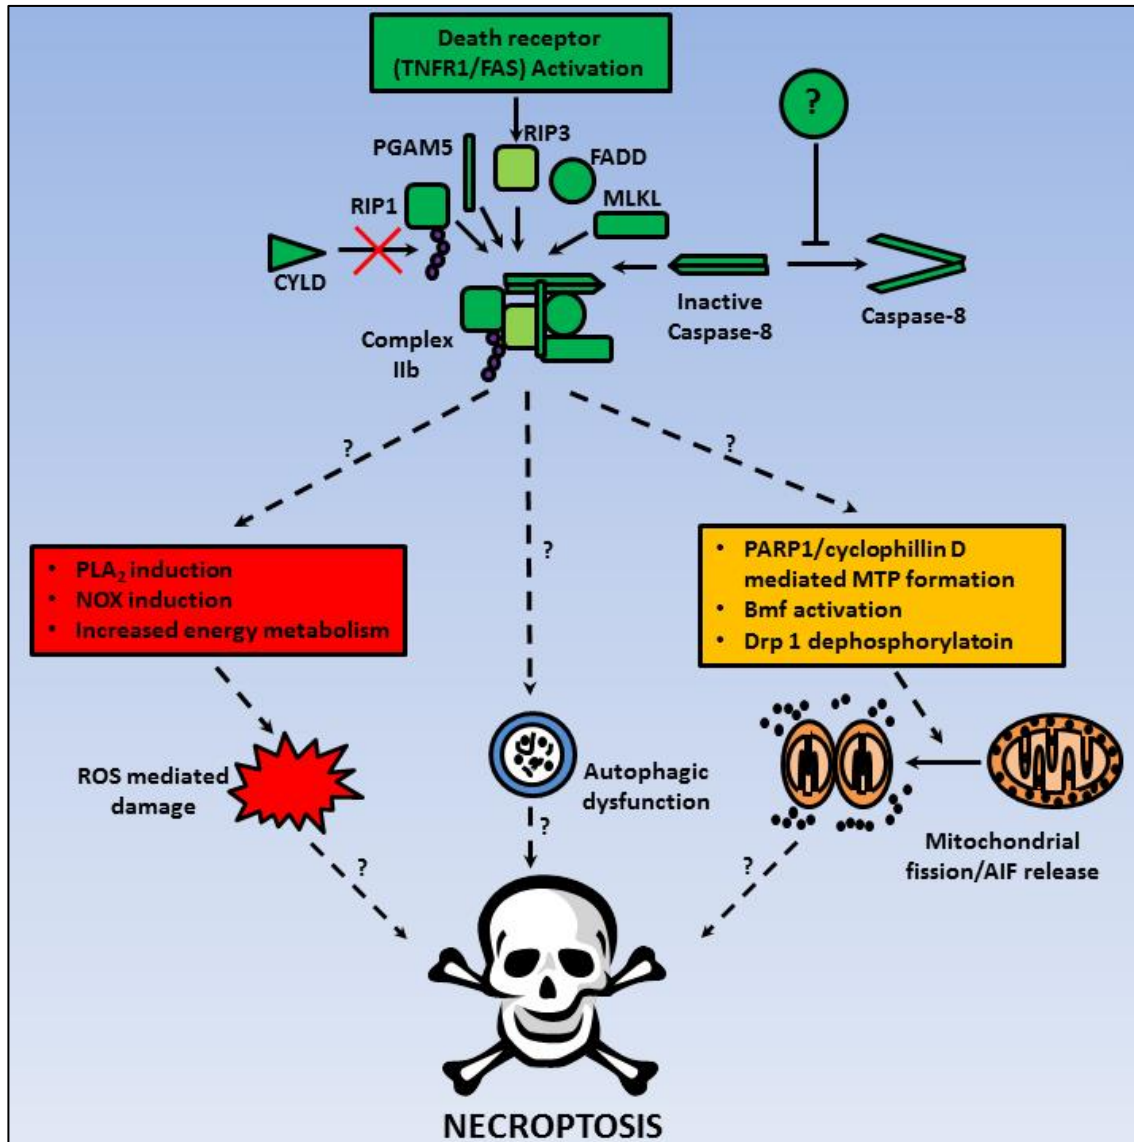 Death receptor
(TNFR1/FAS) Activation
?
RIP3
PGAM5
FADD
RIP1
MLKL
CYLD
Inactive
Caspase-8
Caspase-8
Complex
IIb
?
?
?
• PLA₂ induction
• NOX induction
• Increased energy metabolism
• PARP1/cyclophillin D
mediated MTP formation
• Bmf activation
• Drp 1 dephosphorylatoin
ROS mediated
damage
Autophagic
dysfunction
Mitochondrial
fission/AIF release
?
?
?
NECROPTOSIS